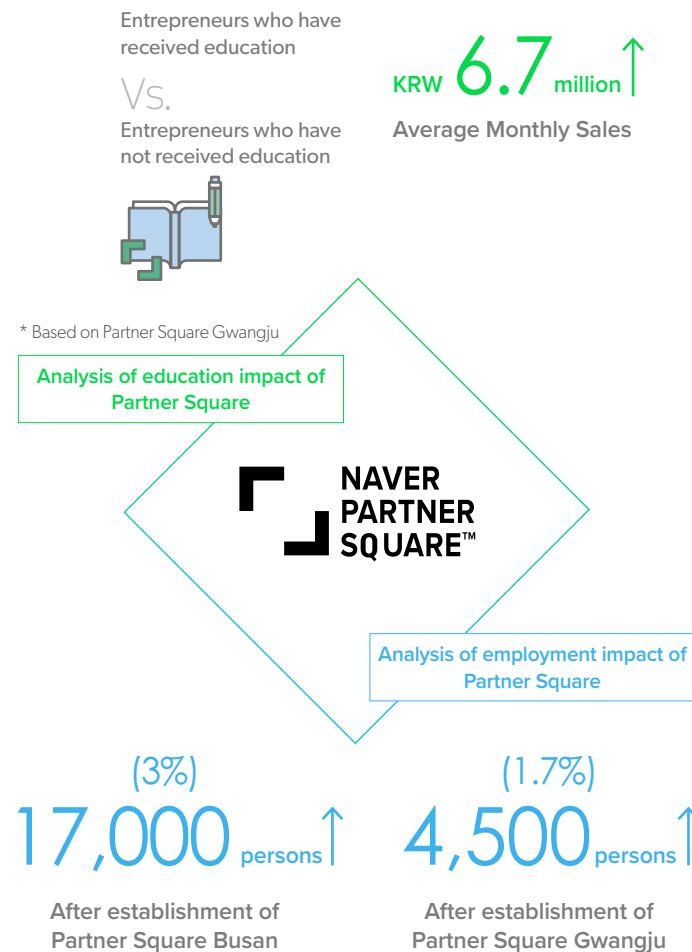 Entrepreneurs who have
received education
Vs.
Entrepreneurs who have
not received education
KRW 6.7 million
Average Monthly Sales
* Based on Partner Square Gwangju
Analysis of education impact of
Partner Square
NAVER
PARTNER
SQUARE™
Analysis of employment impact of
Partner Square
(3%)
17,000 persons
After establishment of
Partner Square Busan
(1.7%)
4,500 persons
After establishment of
Partner Square Gwangju